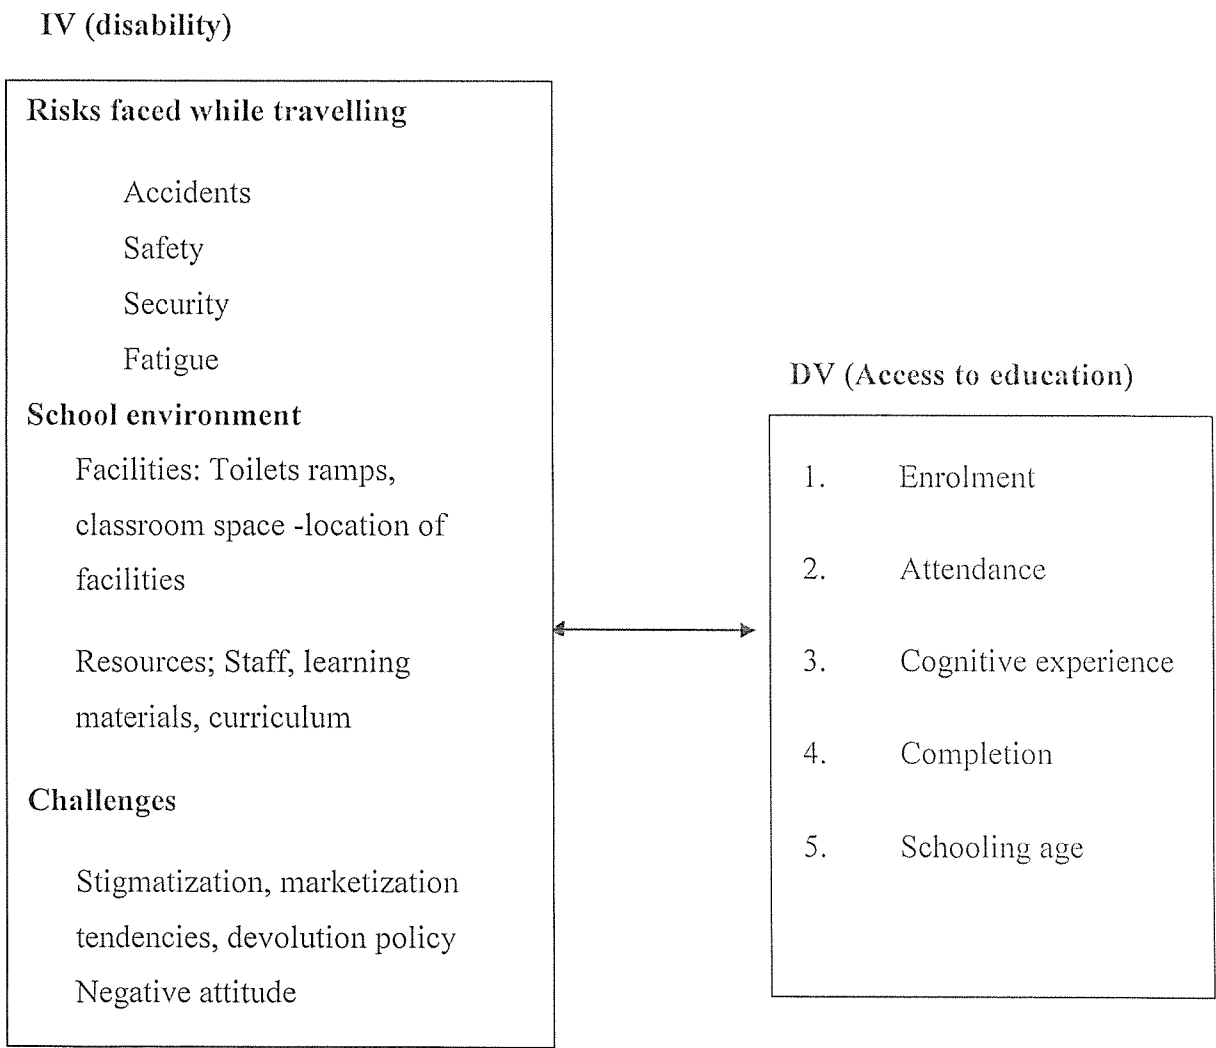 IV (disability)
Risks faced while travelling
Accidents
Safety
Security
Fatigue
School environment
Facilities: Toilets ramps,
classroom space -location of
facilities
Resources; Staff, learning
materials, curriculum
Challenges
Stigmatization, marketization
tendencies, devolution policy
Negative attitude
DV (Access to education)
1. Enrolment
2. Attendance
3. Cognitive experience
4. Completion
5. Schooling age